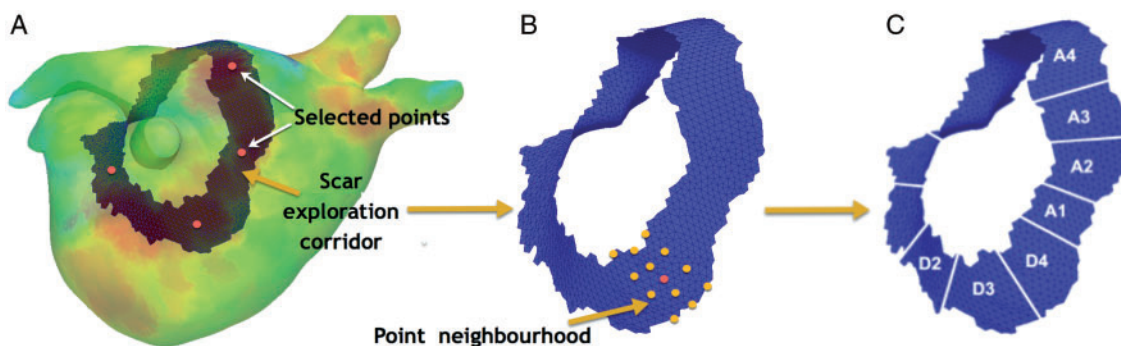 A
B
C
Selected points
Scar
exploration
corridor
Point neighbourhood
A4
A3
A2
A1
D4
D3
D2